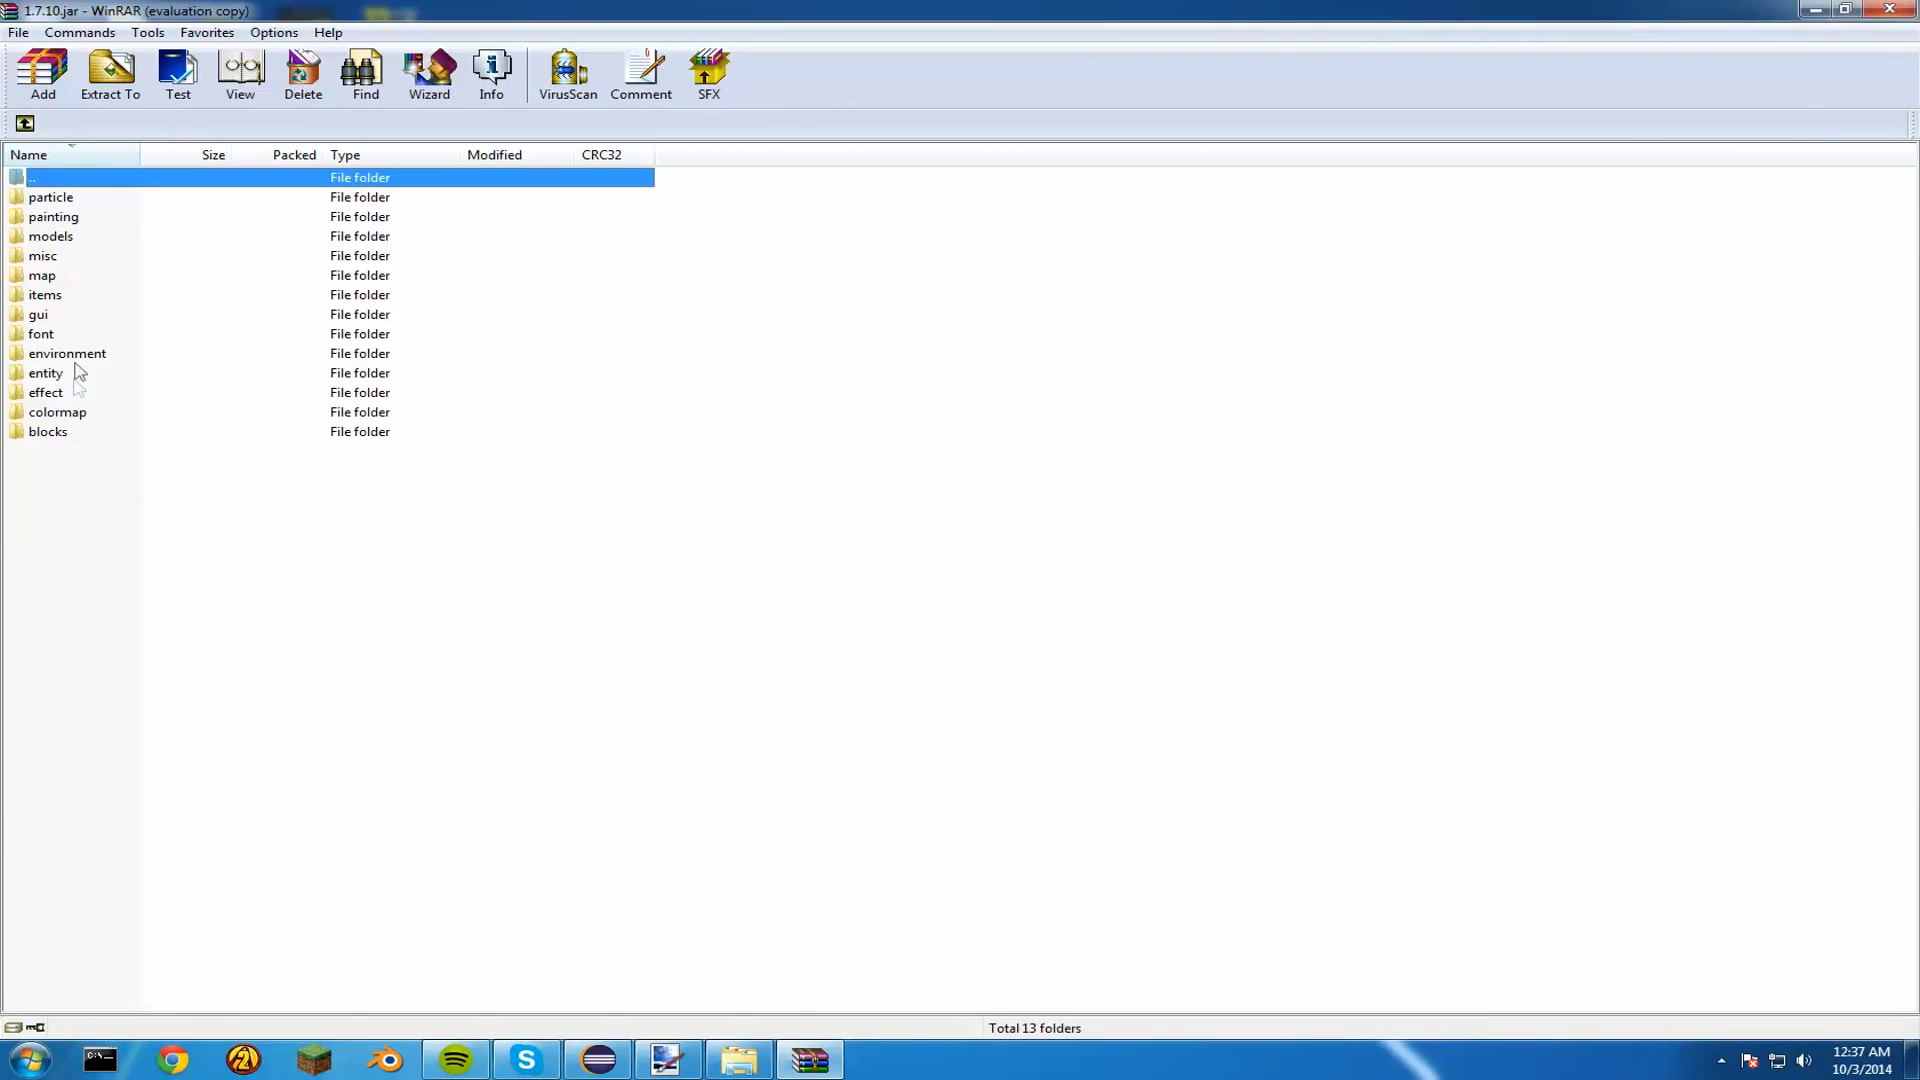 1.7.10.jar - WinRAR (evaluation copy)
File Commands Tools Favorites Options Help
Add Extract To Test View Delete Find Wizard Info VirusScan Comment SFX
Name Size Packed Type Modified CRC32
.. File folder
particle File folder
painting File folder
models File folder
misc File folder
map File folder
items File folder
gui File folder
font File folder
environment File folder
entity File folder
effect File folder
colormap File folder
blocks File folder
Total 13 folders
C:\
12:37 AM
10/3/2014